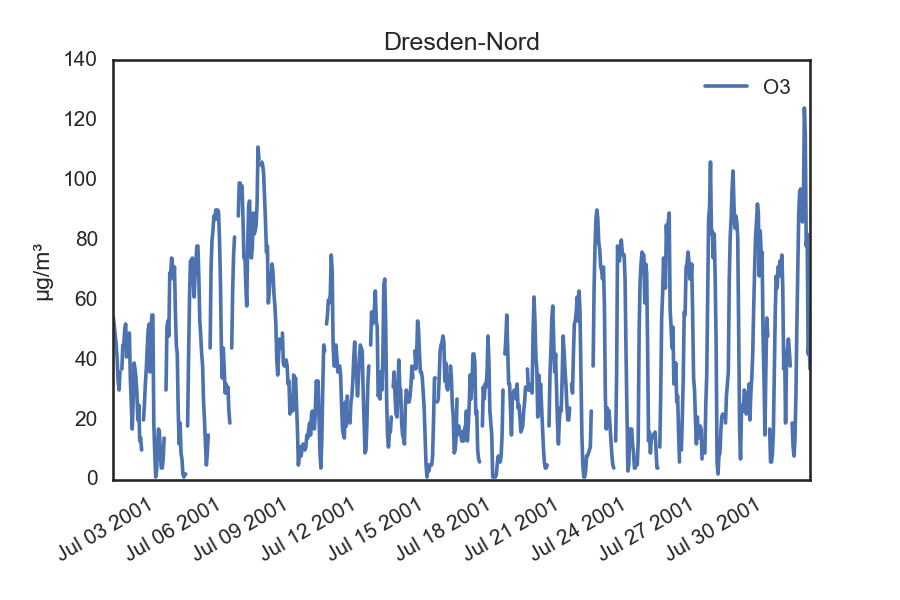 Dresden-Nord
O3
µg/m³
140
120
100
80
60
40
20
0
Jul 03 2001
Jul 06 2001
Jul 09 2001
Jul 12 2001
Jul 15 2001
Jul 18 2001
Jul 21 2001
Jul 24 2001
Jul 27 2001
Jul 30 2001